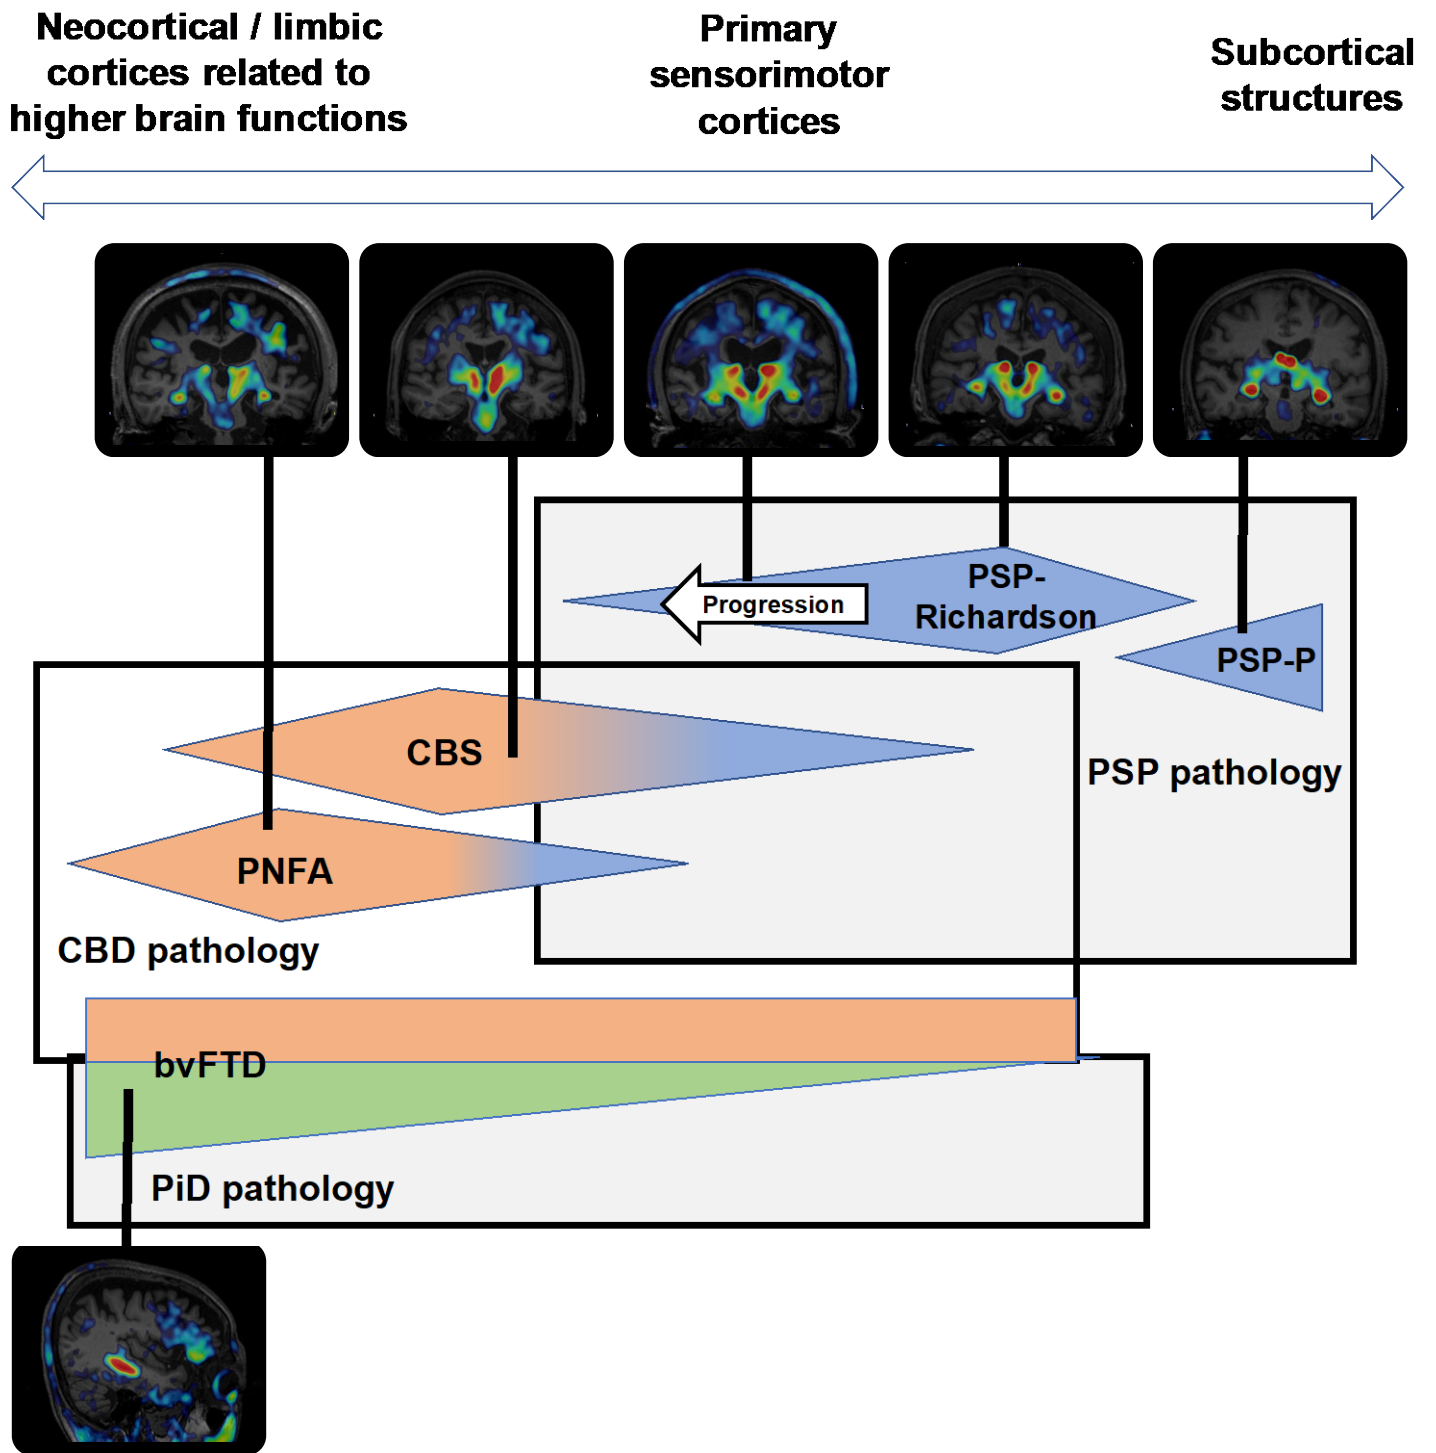 Neocortical / limbic
cortices related to
higher brain functions
Primary
sensorimotor
cortices
Subcortical
structures
PSP-
Richardson
Progression
PSP-P
CBS
PSP pathology
PNFA
CBD pathology
bvFTD
PiD pathology